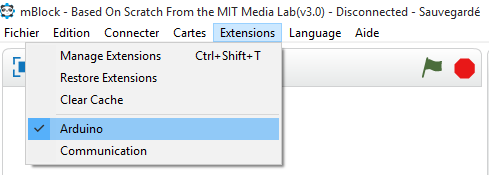 mBlock - Based On Scratch From the MIT Media Lab(v3.0) - Disconnected - Sauvegardé
Fichier Edition Connecter Cartes Extensions Language Aide
Manage Extensions Ctrl+Shift+T
Restore Extensions
Clear Cache
Arduino
Communication